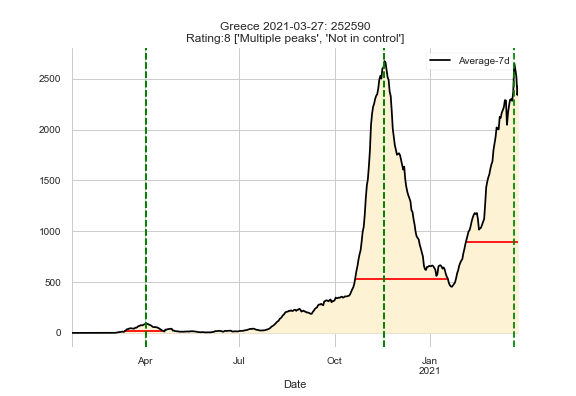 Greece 2021-03-27: 252590
Rating:8 ['Multiple peaks', 'Not in control']
Average-7d
2500
2000
1500
1000
500
0
Apr
Jul
Oct
Jan
2021
Date